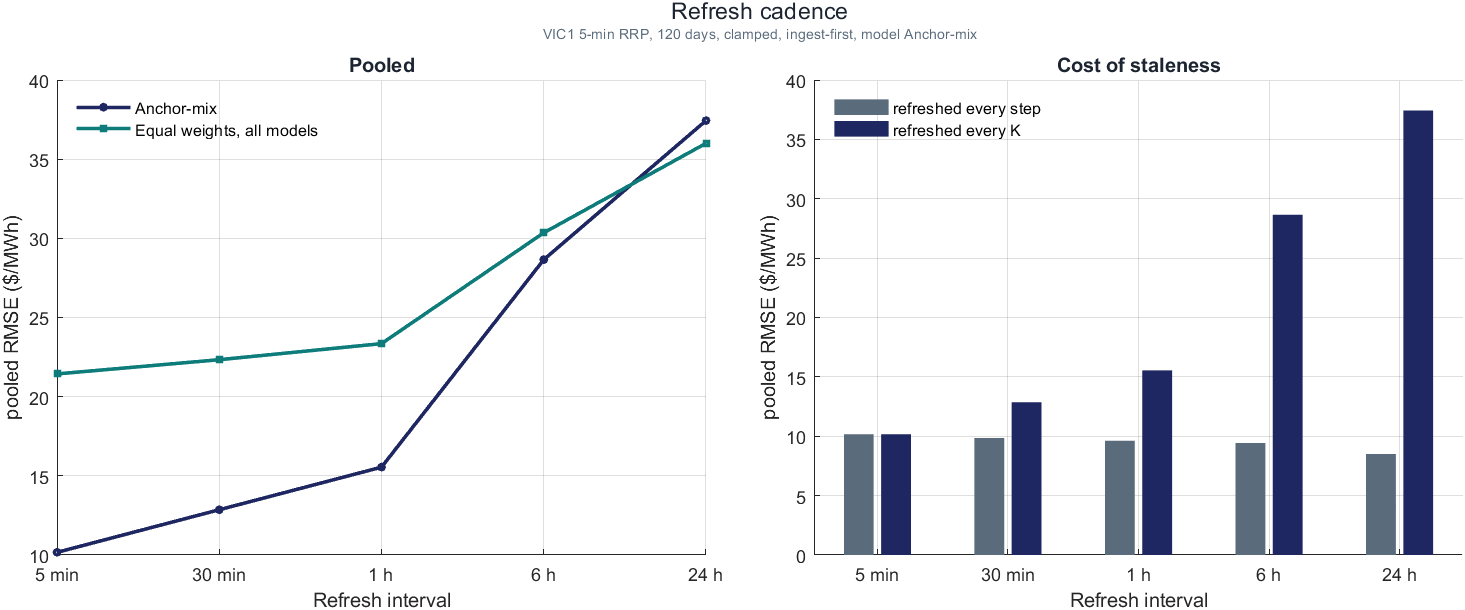 Refresh cadence
VIC1 5-min RRP, 120 days, clamped, ingest-first, model Anchor-mix
Pooled
40
35
30
25
20
15
10
pooled RMSE ($/MWh)
Anchor-mix
Equal weights, all models
5 min
30 min
1 h
6 h
24 h
Refresh interval
Cost of staleness
40
35
30
25
20
15
10
5
0
pooled RMSE ($/MWh)
refreshed every step
refreshed every K
5 min
30 min
1 h
6 h
24 h
Refresh interval